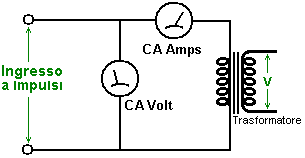 CA Amps
Ingresso
a impulsi
CA Volt
V
Trasformatore